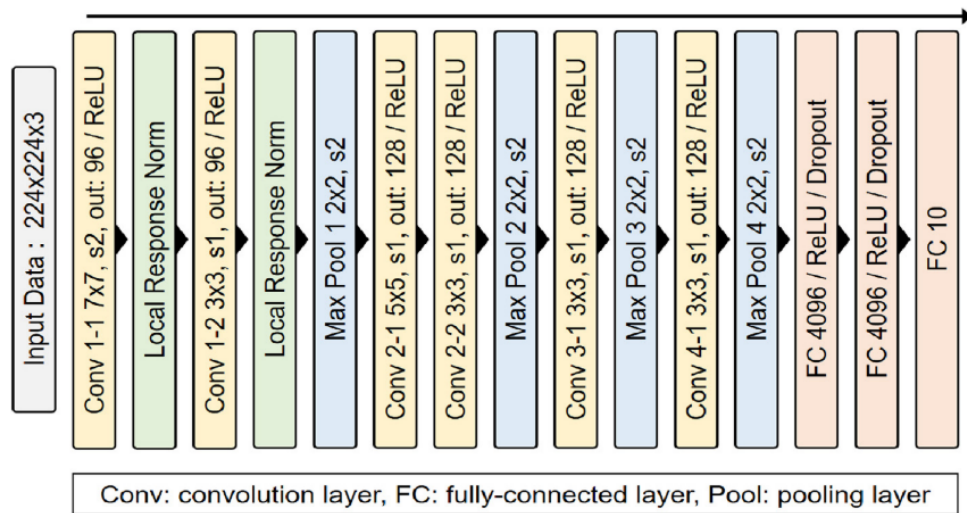 Input Data : 224x224x3
Conv 1-1 7x7, s2, out: 96 / ReLU
Local Response Norm
Conv 1-2 3x3, s1, out: 96 / ReLU
Local Response Norm
Max Pool 1 2x2, s2
Conv 2-1 5x5, s1, out: 128 / ReLU
Conv 2-2 3x3, s1, out: 128 / ReLU
Max Pool 2 2x2, s2
Conv 3-1 3x3, s1, out: 128 / ReLU
Max Pool 3 2x2, s2
Conv 4-1 3x3, s1, out: 128 / ReLU
Max Pool 4 2x2, s2
FC 4096 / ReLU / Dropout
FC 4096 / ReLU / Dropout
FC 10
Conv: convolution layer, FC: fully-connected layer, Pool: pooling layer